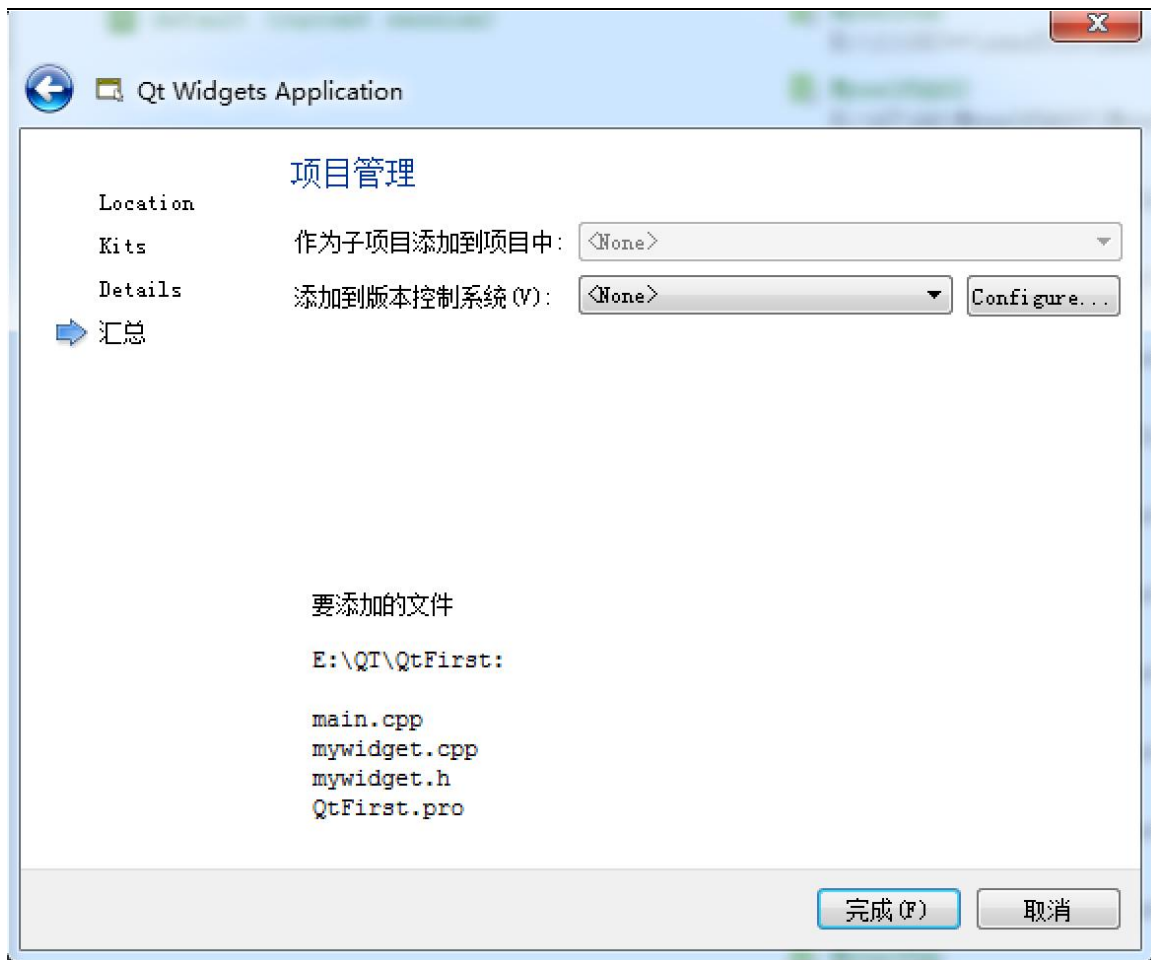 Qt Widgets Application
项目管理
Location
Kits
Details
汇总
作为子项目添加到项目中: <None>
添加到版本控制系统(V): <None> Configure...
要添加的文件
E:\QT\QtFirst:
main.cpp
mywidget.cpp
mywidget.h
QtFirst.pro
完成(F) 取消